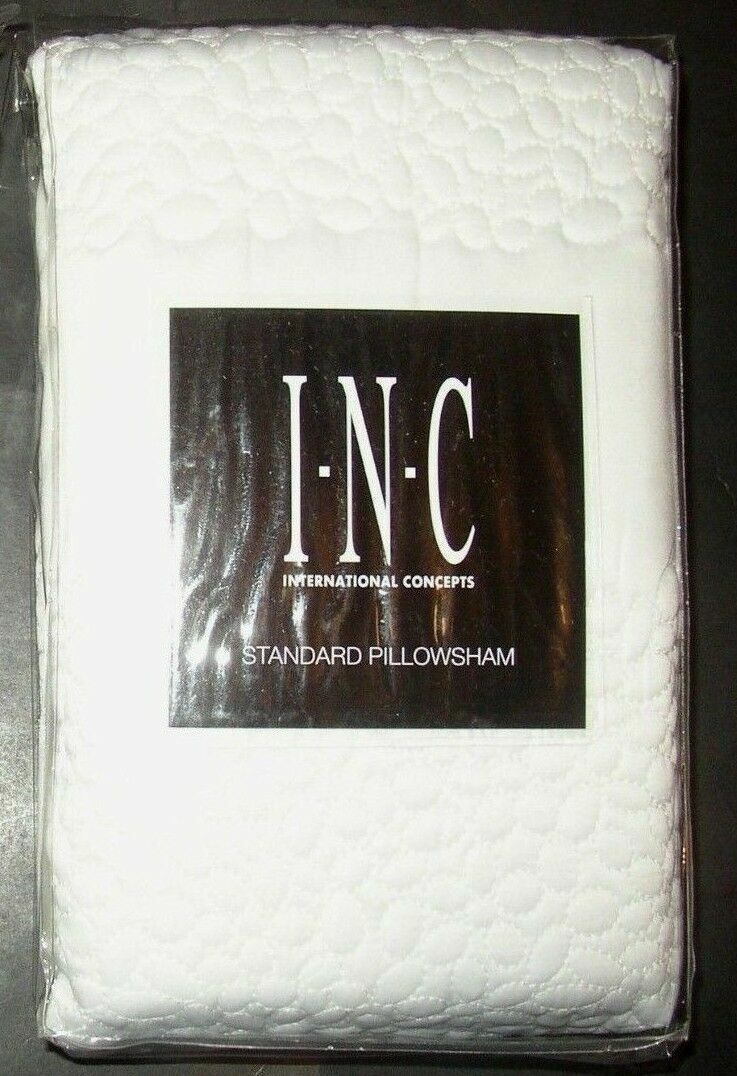 I·N·C
INTERNATIONAL CONCEPTS
STANDARD PILLOWSHAM